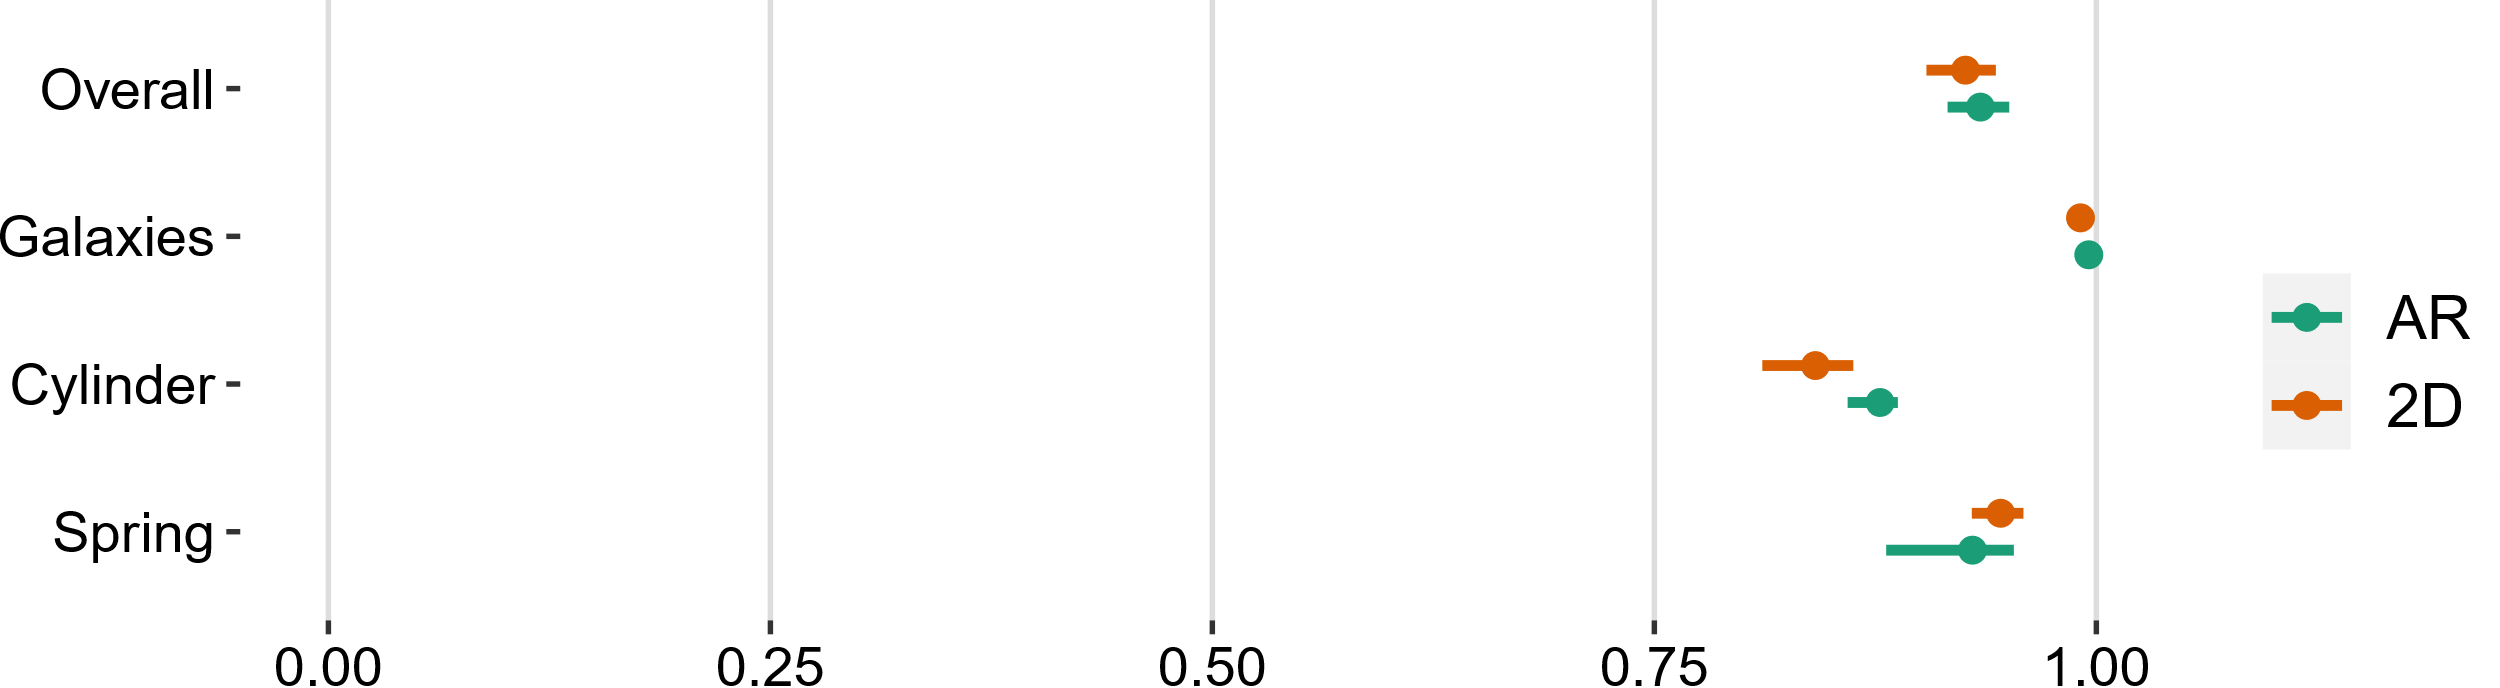 Overall
Galaxies
Cylinder
Spring
0.00 0.25 0.50 0.75 1.00
AR
2D